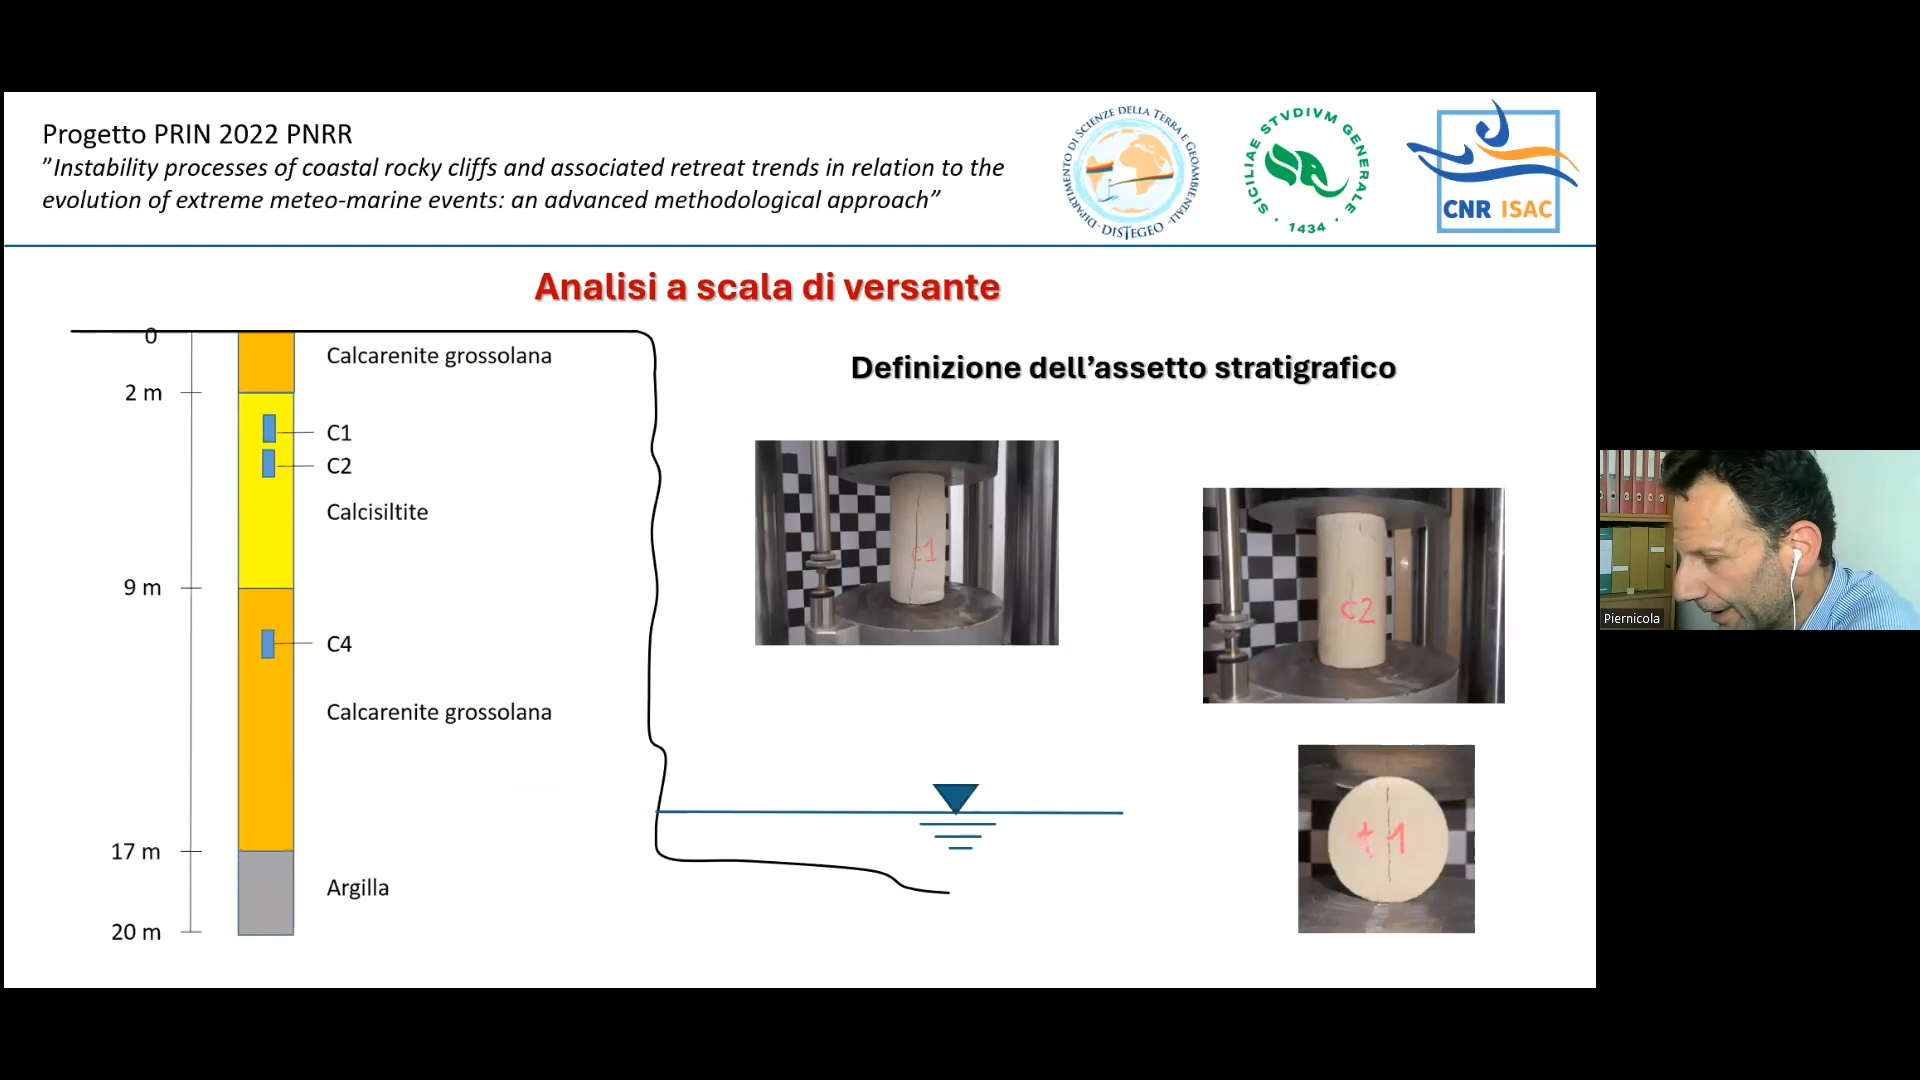 Progetto PRIN 2022 PNRR
”Instability processes of coastal rocky cliffs and associated retreat trends in relation to the
evolution of extreme meteo-marine events: an advanced methodological approach”
DIPARTIMENTO DI SCIENZE DELLA TERRA E GEOAMBIENTALI
DISTEGEO
SICILIAE STVDIVM GENERALE
1434
CNR ISAC
Analisi a scala di versante
Definizione dell’assetto stratigrafico
0
Calcarenite grossolana
2 m
C1
C2
Calcisiltite
9 m
C4
Calcarenite grossolana
17 m
Argilla
20 m
c1
c2
t1
Piernicola